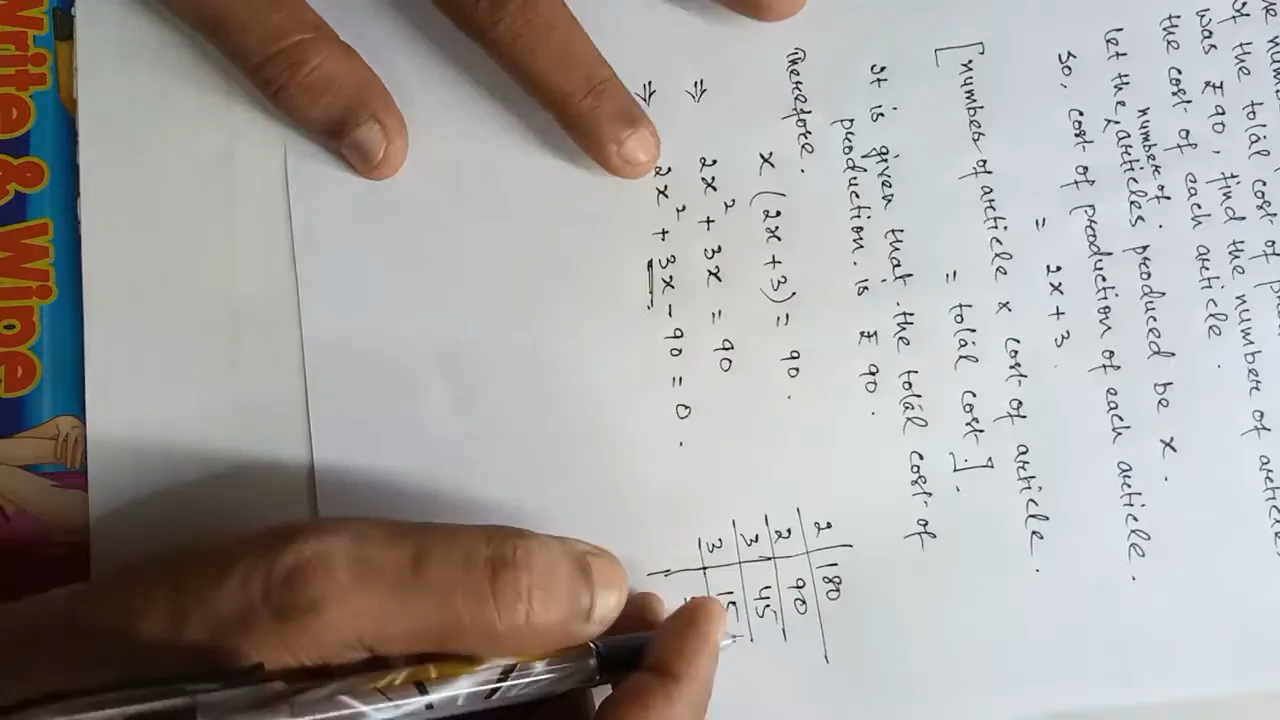 of the total cost of
was ₹ 90, find the number of article
the cost of each article.
Let the number of articles produced be x.
So, cost of production of each article.
= 2x + 3.
[number of article x cost of article.
= total cost.].
It is given that the total cost of
production. is ₹ 90.
Therefore.
x (2x + 3) = 90.
⇒ 2x² + 3x = 90
⇒ 2x² + 3x - 90 = 0.
2 | 180
2 | 90
3 | 45
3 | 15
Write & Wipe